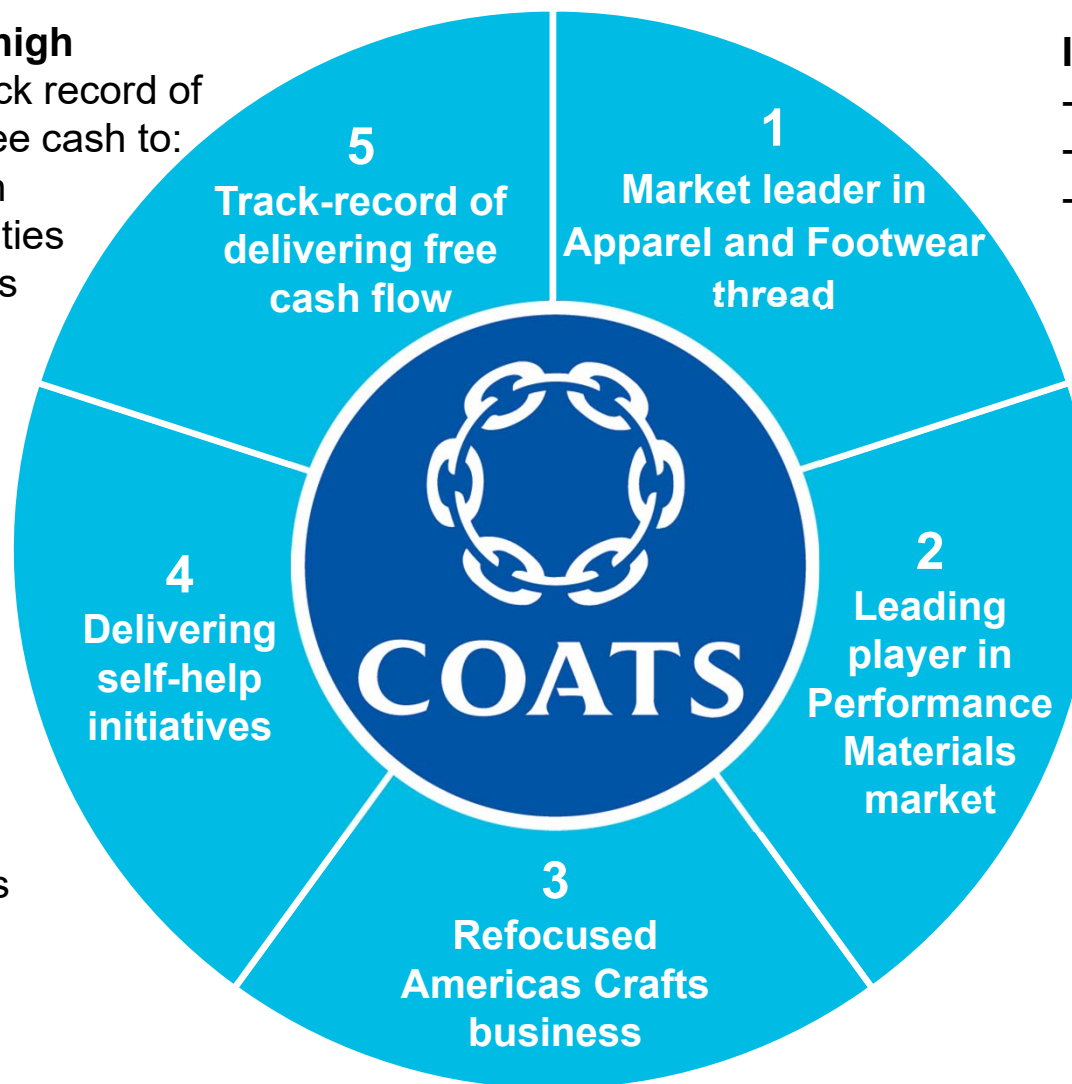 high
ck record of
ee cash to:
ties
s
5
Track-record of
delivering free
cash flow
1
Market leader in
Apparel and Footwear
thread
COATS
4
Delivering
self-help
initiatives
2
Leading
player in
Performance
Materials
market
s
3
Refocused
Americas Crafts
business